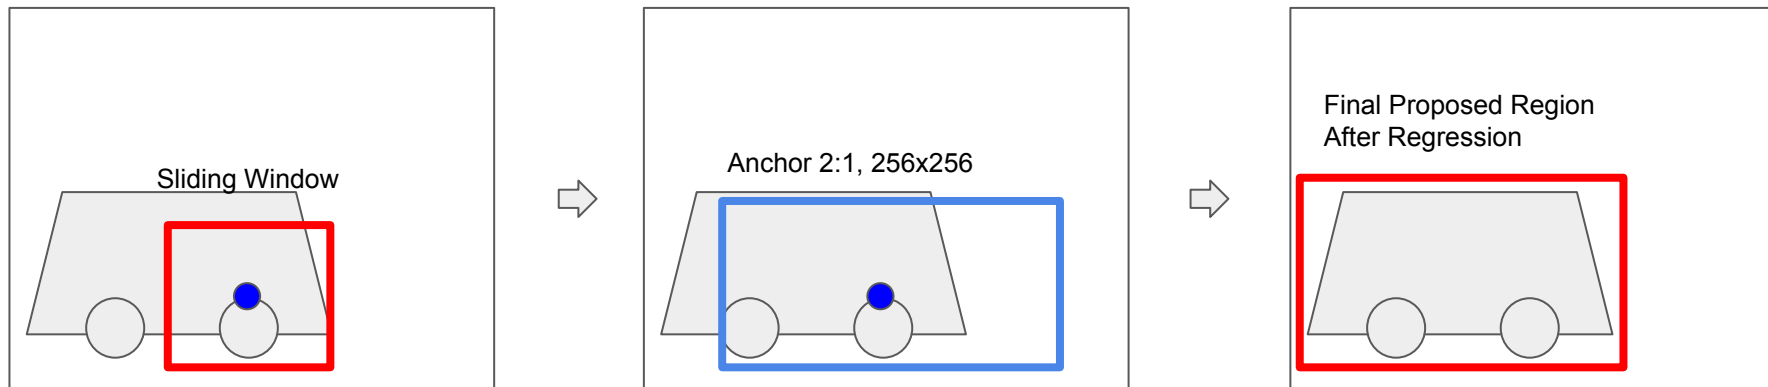 Sliding Window
Anchor 2:1, 256x256
Final Proposed Region
After Regression